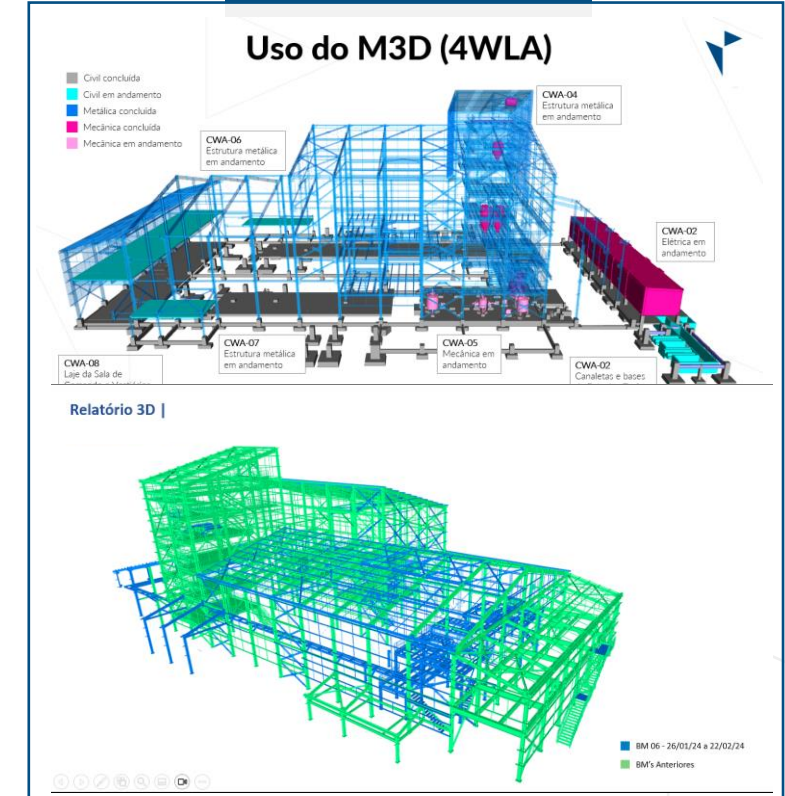 Uso do M3D (4WLA)
Civil concluída
Civil em andamento
Metálica concluída
Mecânica concluída
Mecânica em andamento
CWA-04
Estrutura metálica
em andamento
CWA-06
Estrutura metálica
em andamento
CWA-02
Elétrica em
andamento
CWA-07
Estrutura metálica
em andamento
CWA-05
Mecânica em
andamento
CWA-08
Laje da Sala de
CWA-02
Canaletas e bases
Relatório 3D |
BM 06 - 26/01/24 a 22/02/24
BM's Anteriores